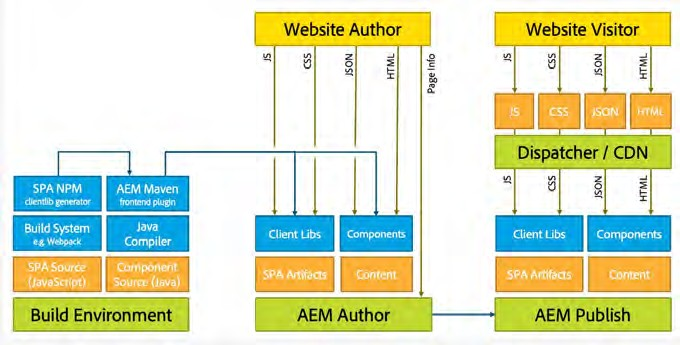 Website Author
Website Visitor
JS
CSS
JSON
HTML
Page Info
JS
CSS
JSON
HTML
JS
CSS
JSON
HTML
Dispatcher / CDN
JS
CSS
JSON
HTML
SPA NPM
clientlib generator
AEM Maven
frontend plugin
Build System
e.g. Webpack
Java
Compiler
Client Libs
Components
Client Libs
Components
SPA Source
(JavaScript)
Component
Source (Java)
SPA Artifacts
Content
SPA Artifacts
Content
Build Environment
AEM Author
AEM Publish